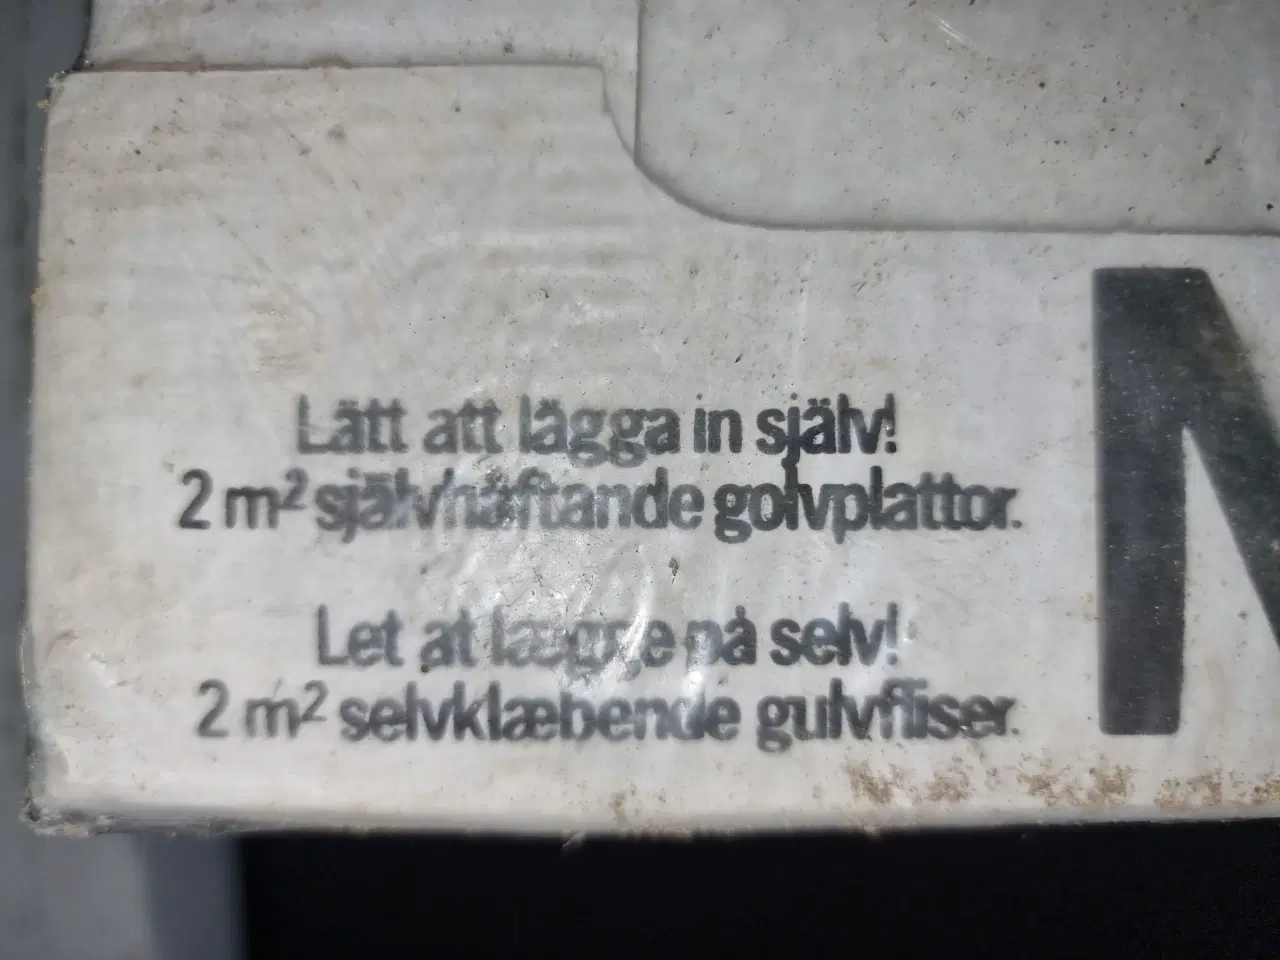 Lätt att lägga in själv!
2 m² självhäftande golvplattor.
Let at lægge på selv!
2 m² selvklæbende gulvfliser.